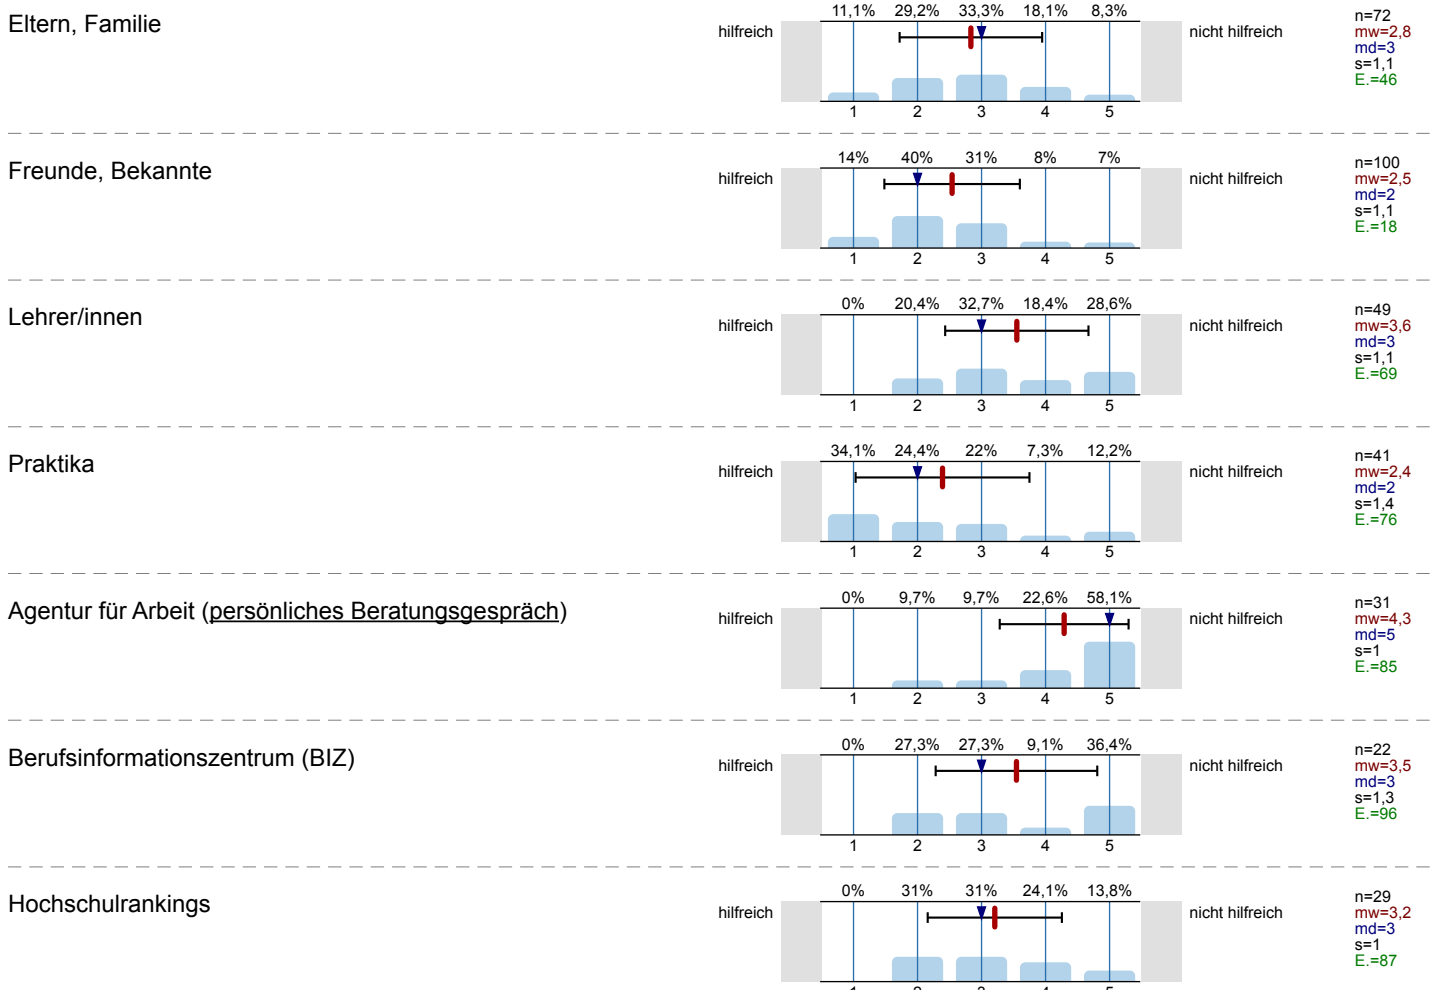 Eltern, Familie
11,1% 29,2% 33,3% 18,1% 8,3%
hilfreich
nicht hilfreich
1 2 3 4 5
n=72
mw=2,8
md=3
s=1,1
E.=46
Freunde, Bekannte
14% 40% 31% 8% 7%
hilfreich
nicht hilfreich
1 2 3 4 5
n=100
mw=2,5
md=2
s=1,1
E.=18
Lehrer/innen
0% 20,4% 32,7% 18,4% 28,6%
hilfreich
nicht hilfreich
1 2 3 4 5
n=49
mw=3,6
md=3
s=1,1
E.=69
Praktika
34,1% 24,4% 22% 7,3% 12,2%
hilfreich
nicht hilfreich
1 2 3 4 5
n=41
mw=2,4
md=2
s=1,4
E.=76
Agentur für Arbeit (persönliches Beratungsgespräch)
0% 9,7% 9,7% 22,6% 58,1%
hilfreich
nicht hilfreich
1 2 3 4 5
n=31
mw=4,3
md=5
s=1
E.=85
Berufsinformationszentrum (BIZ)
0% 27,3% 27,3% 9,1% 36,4%
hilfreich
nicht hilfreich
1 2 3 4 5
n=22
mw=3,5
md=3
s=1,3
E.=96
Hochschulrankings
0% 31% 31% 24,1% 13,8%
hilfreich
nicht hilfreich
1 2 3 4 5
n=29
mw=3,2
md=3
s=1
E.=87